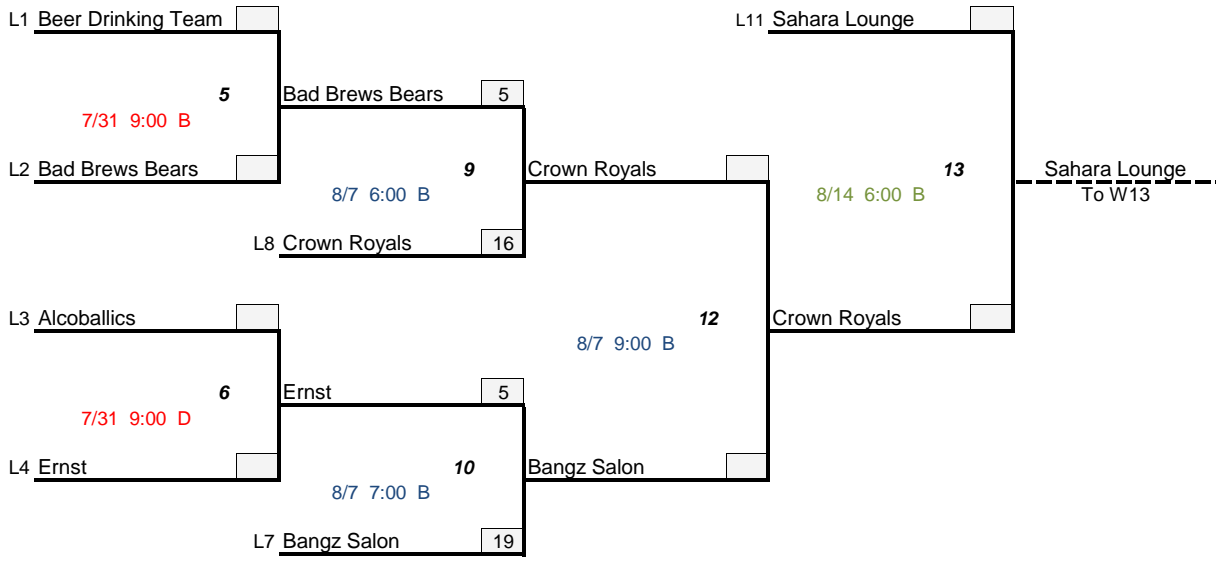 L1 Beer Drinking Team
L11 Sahara Lounge
5 Bad Brews Bears 5
7/31 9:00 B
L2 Bad Brews Bears
9 Crown Royals
13 Sahara Lounge
8/7 6:00 B
8/14 6:00 B
To W13
L8 Crown Royals 16
L3 Alcoballics
12 Crown Royals
8/7 9:00 B
6 Ernst 5
7/31 9:00 D
L4 Ernst
10 Bangz Salon
8/7 7:00 B
L7 Bangz Salon 19